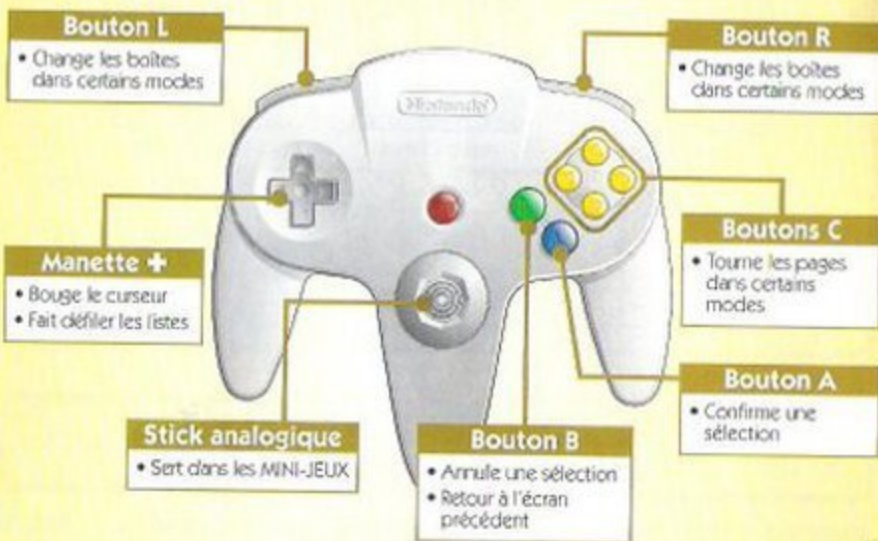 Bouton L
• Change les boîtes
dans certains modes
Bouton R
• Change les boîtes
dans certains modes
Nintendo
Manette +
• Bouge le curseur
• Fait défiler les listes
Boutons C
• Tourne les pages
dans certains
modes
Bouton A
• Confirme une
sélection
Stick analogique
• Sert dans les MINI-JEUX
Bouton B
• Annule une sélection
• Retour à l'écran
précédent